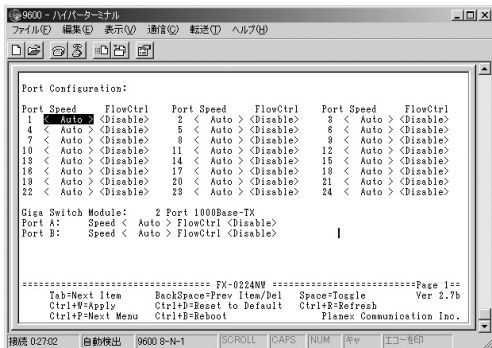 9600 - ハイパーターミナル
ファイル(F) 編集(E) 表示(V) 通信(C) 転送(T) ヘルプ(H)
Port Configuration:
Port Speed FlowCtrl Port Speed FlowCtrl Port Speed FlowCtrl
1 < Auto > <Disable> 2 < Auto > <Disable> 3 < Auto > <Disable>
4 < Auto > <Disable> 5 < Auto > <Disable> 6 < Auto > <Disable>
7 < Auto > <Disable> 8 < Auto > <Disable> 9 < Auto > <Disable>
10 < Auto > <Disable> 11 < Auto > <Disable> 12 < Auto > <Disable>
13 < Auto > <Disable> 14 < Auto > <Disable> 15 < Auto > <Disable>
16 < Auto > <Disable> 17 < Auto > <Disable> 18 < Auto > <Disable>
19 < Auto > <Disable> 20 < Auto > <Disable> 21 < Auto > <Disable>
22 < Auto > <Disable> 23 < Auto > <Disable> 24 < Auto > <Disable>
Giga Switch Module: 2 Port 1000Base-TX
Port A: Speed < Auto > FlowCtrl <Disable>
Port B: Speed < Auto > FlowCtrl <Disable>
================================ FX-0224NW ========================Page 1==
Tab=Next Item BackSpace=Prev Item/Del Space=Toggle Ver 2.7b
Ctrl+W=Apply Ctrl+D=Reset to Default Ctrl+R=Refresh
Ctrl+P=Next Menu Ctrl+B=Reboot Planex Communication Inc.
接続 0:27:02 自動検出 9600 8-N-1 SCROLL CAPS NUM キャ エコーを印